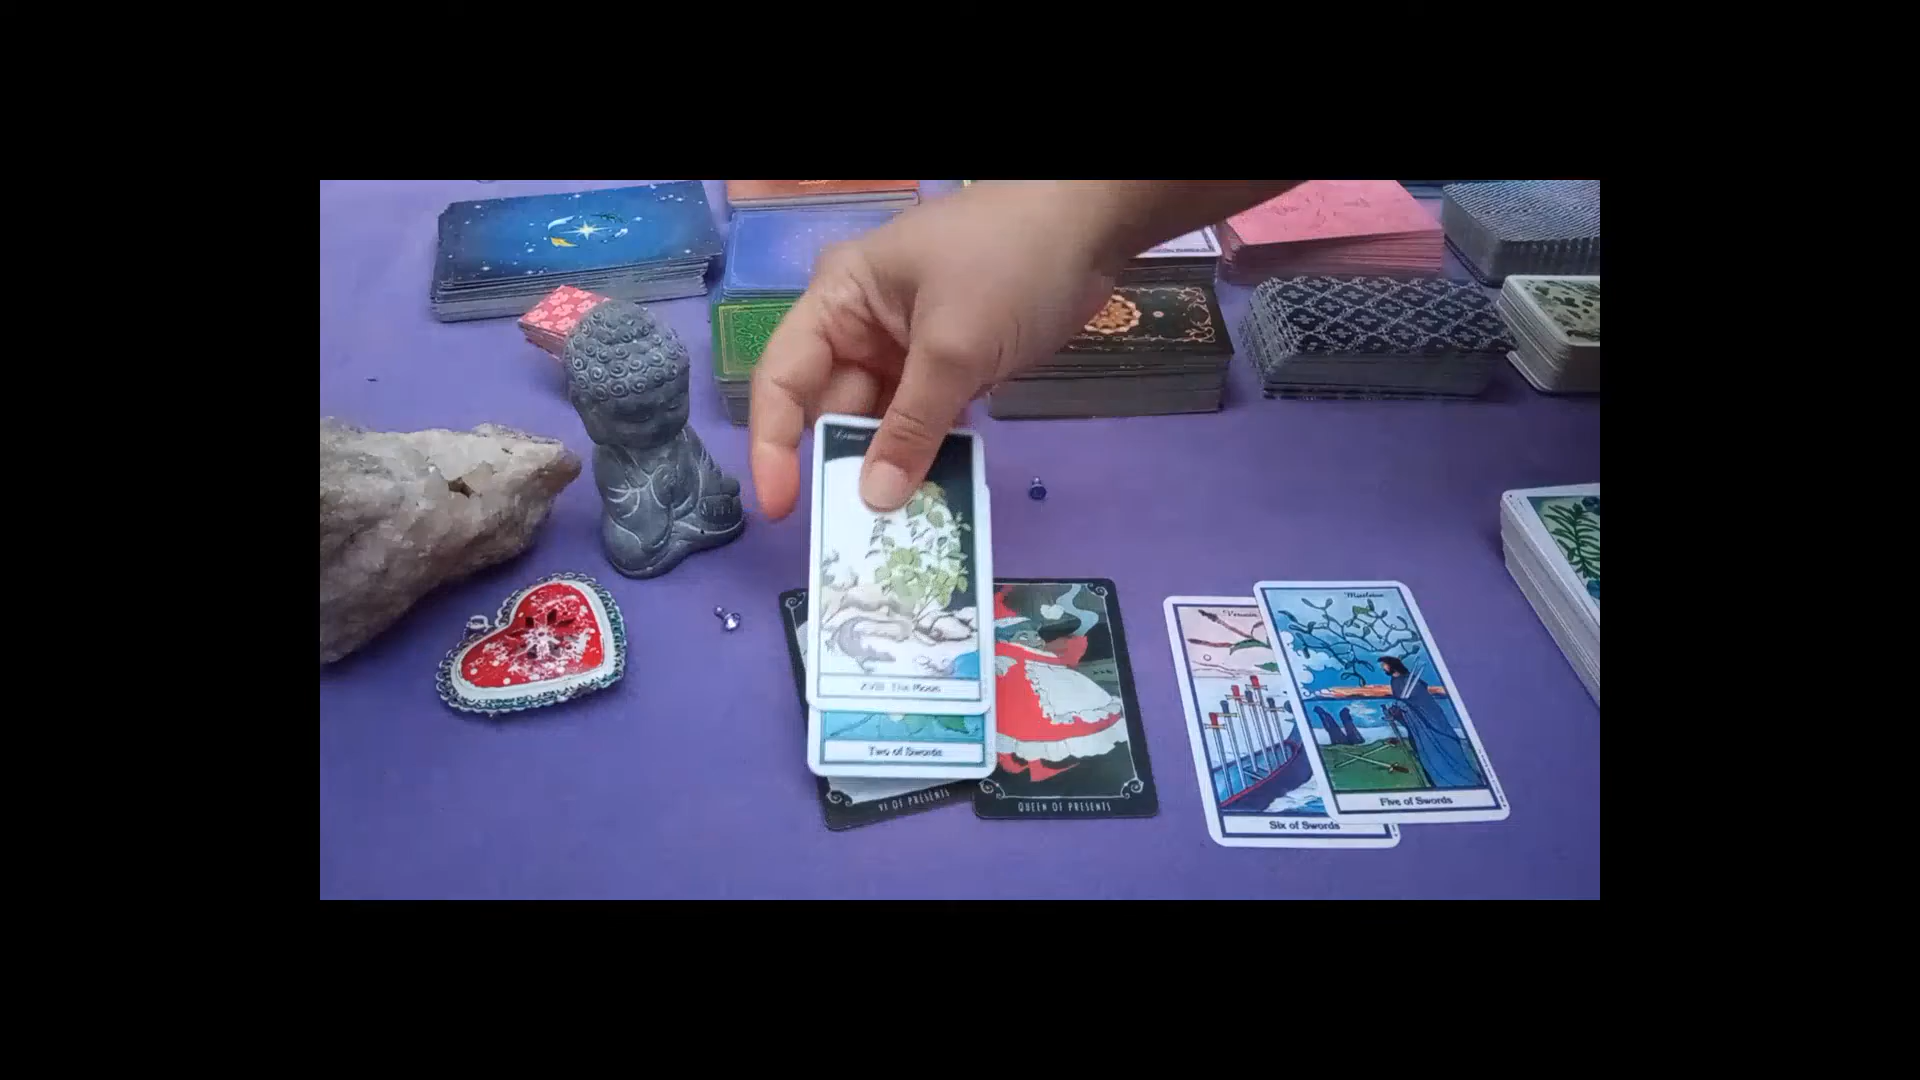 Lemon
XVIII The Moon
Two of Swords
VI OF PRESENTS
QUEEN OF PRESENTS
Mistletoe
Five of Swords
Six of Swords